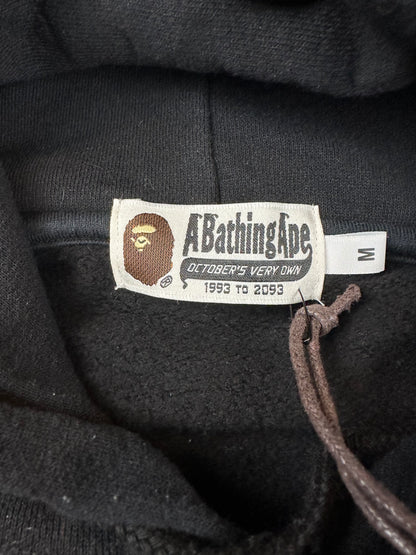 ABathingApe
OCTOBER'S VERY OWN
1993 TO 2093
®
M